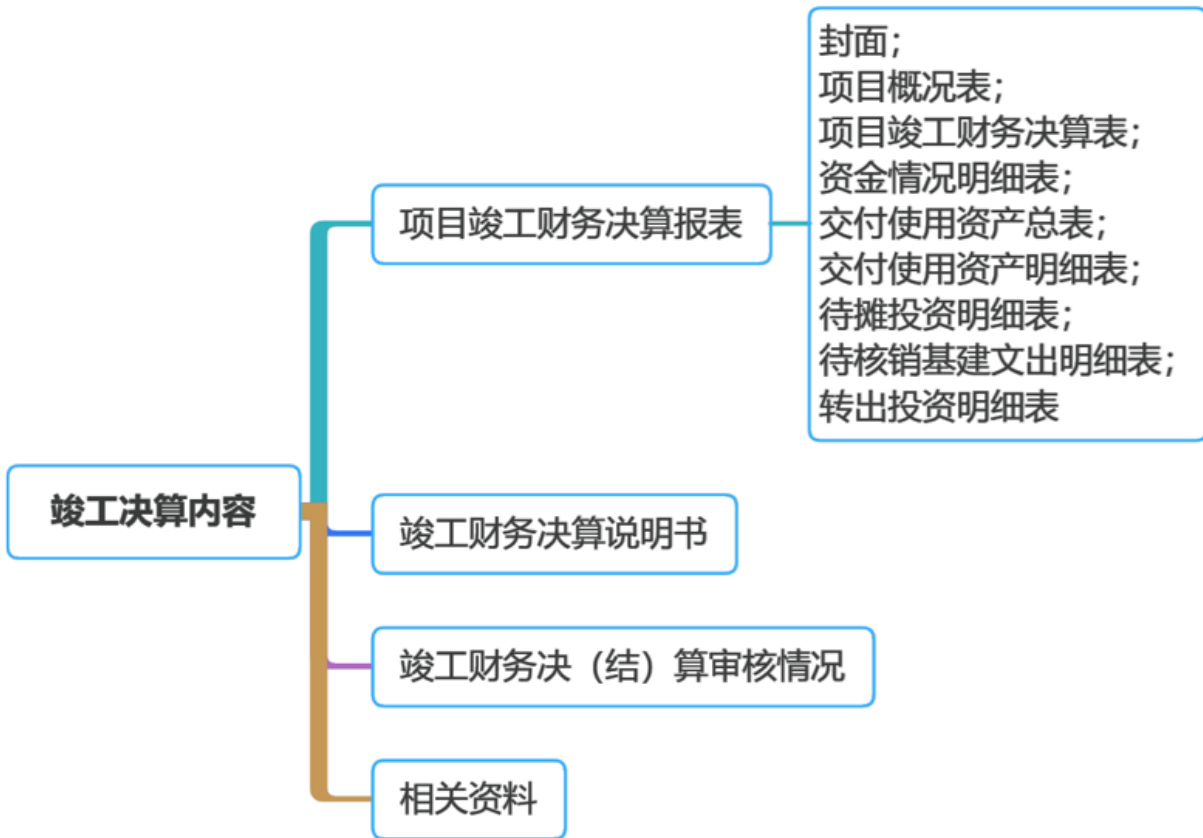 竣工决算内容
项目竣工财务决算报表
封面；
项目概况表；
项目竣工财务决算表；
资金情况明细表；
交付使用资产总表；
交付使用资产明细表；
待摊投资明细表；
待核销基建文出明细表；
转出投资明细表
竣工财务决算说明书
竣工财务决（结）算审核情况
相关资料